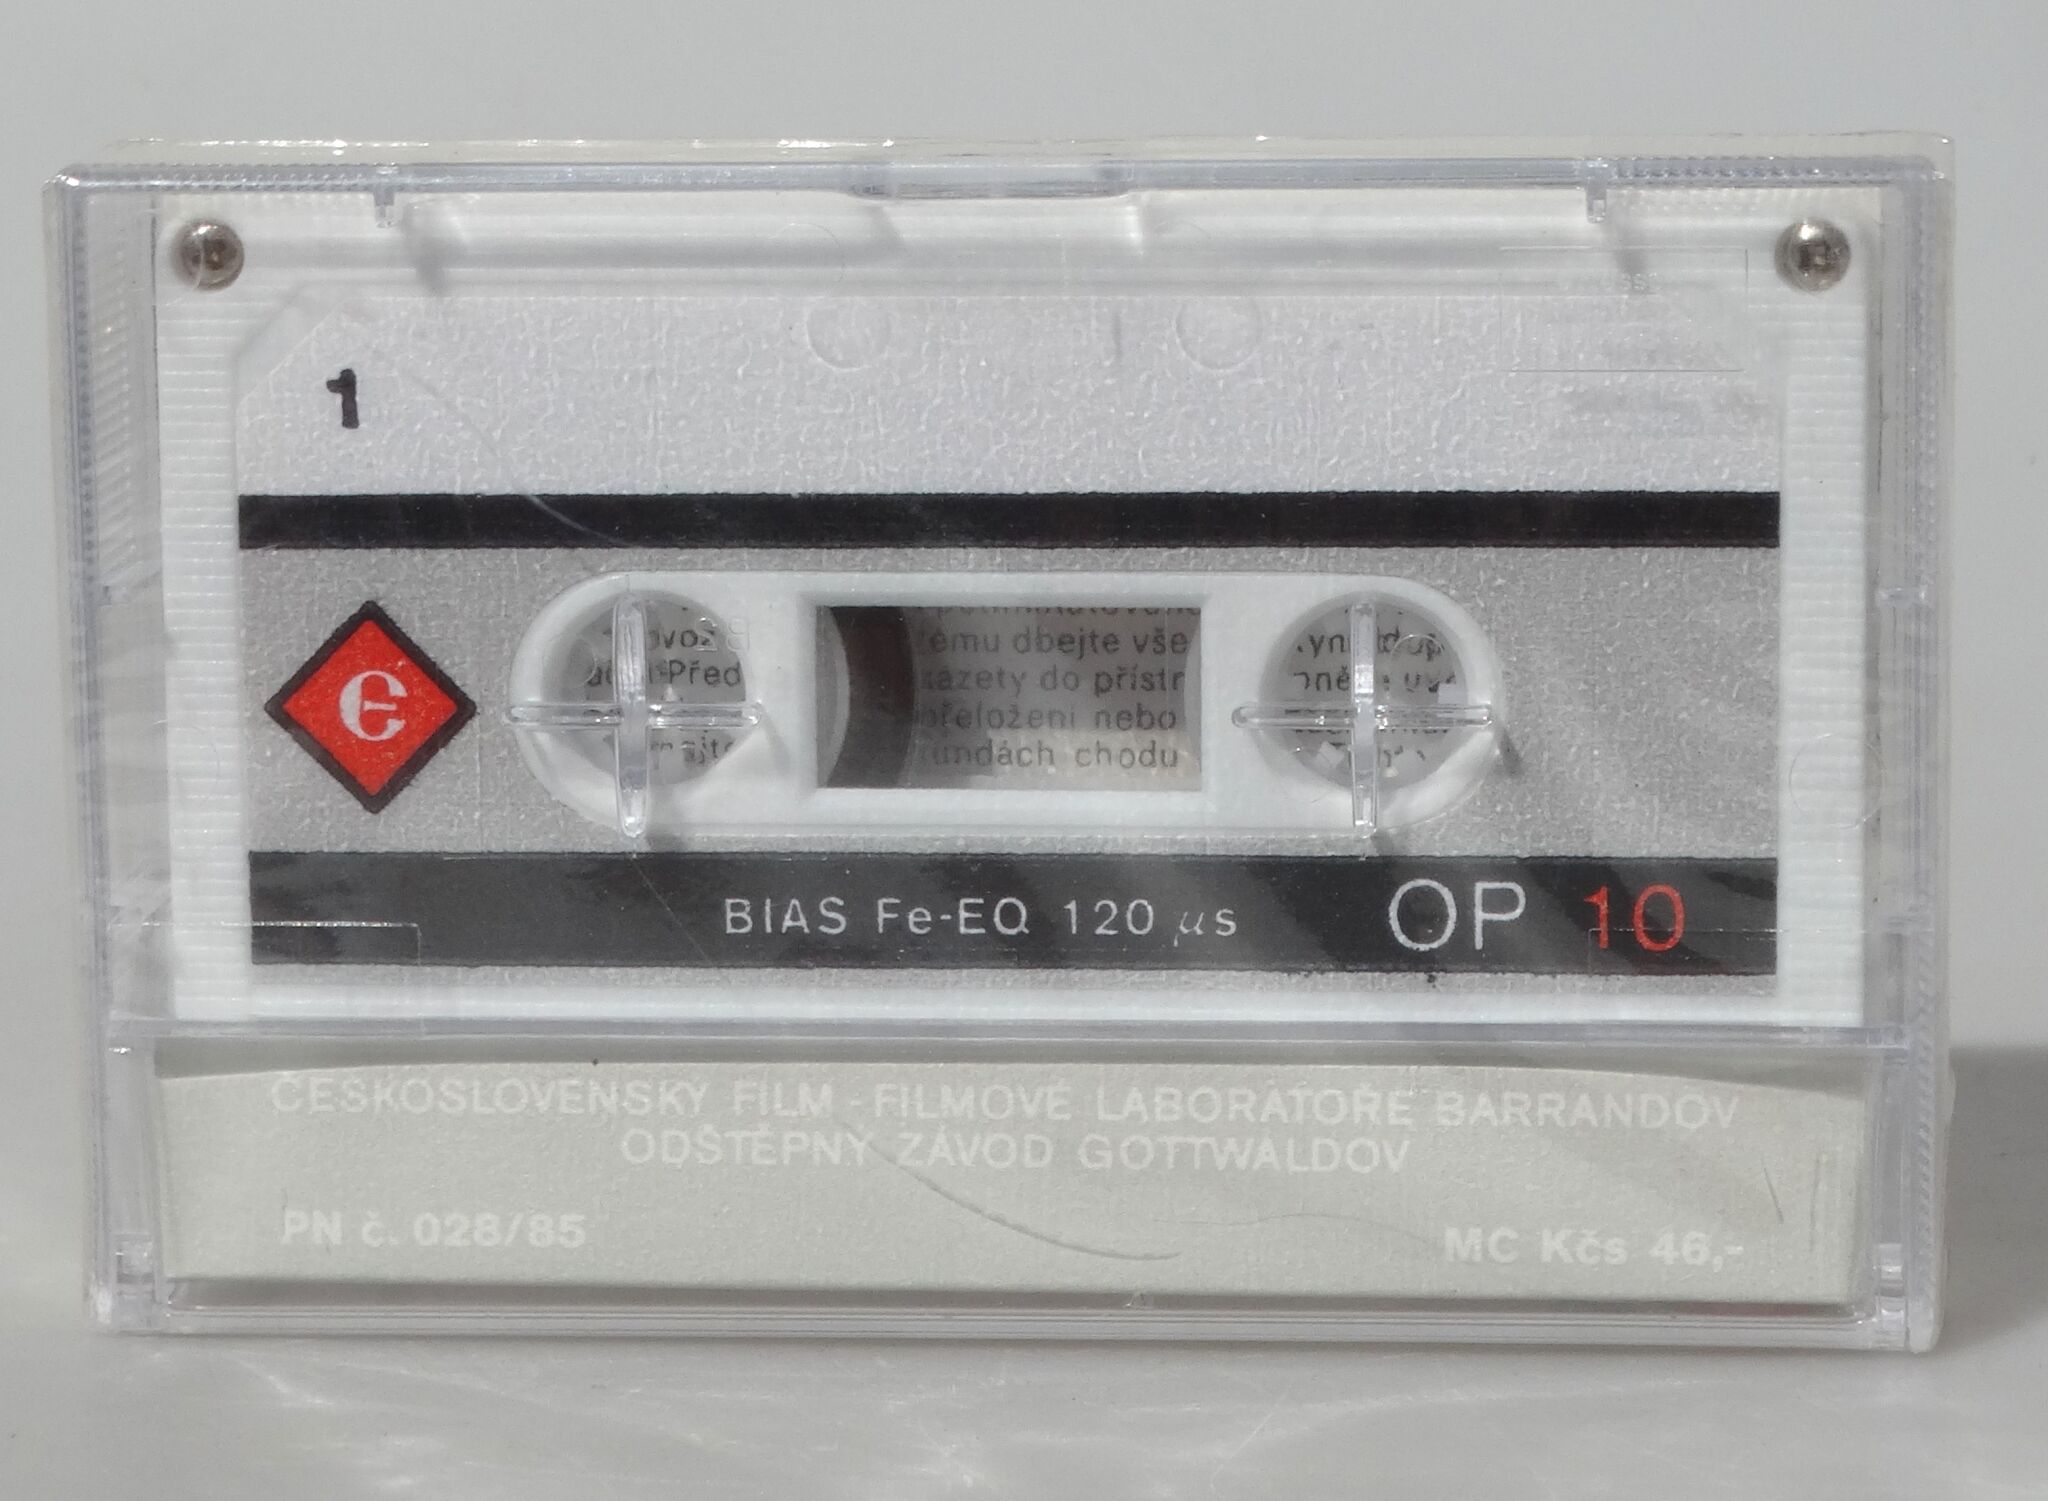 1
ému dbejte vše
kazety do přístr
Před
přeložení nebo
undách chodu
BIAS Fe-EQ 120 µs
OP 10
ČESKOSLOVENSKÝ FILM - FILMOVÉ LABORATOŘE BARRANDOV
ODŠTĚPNÝ ZÁVOD GOTTWALDOV
PN č. 028/85
MC Kčs 46,-